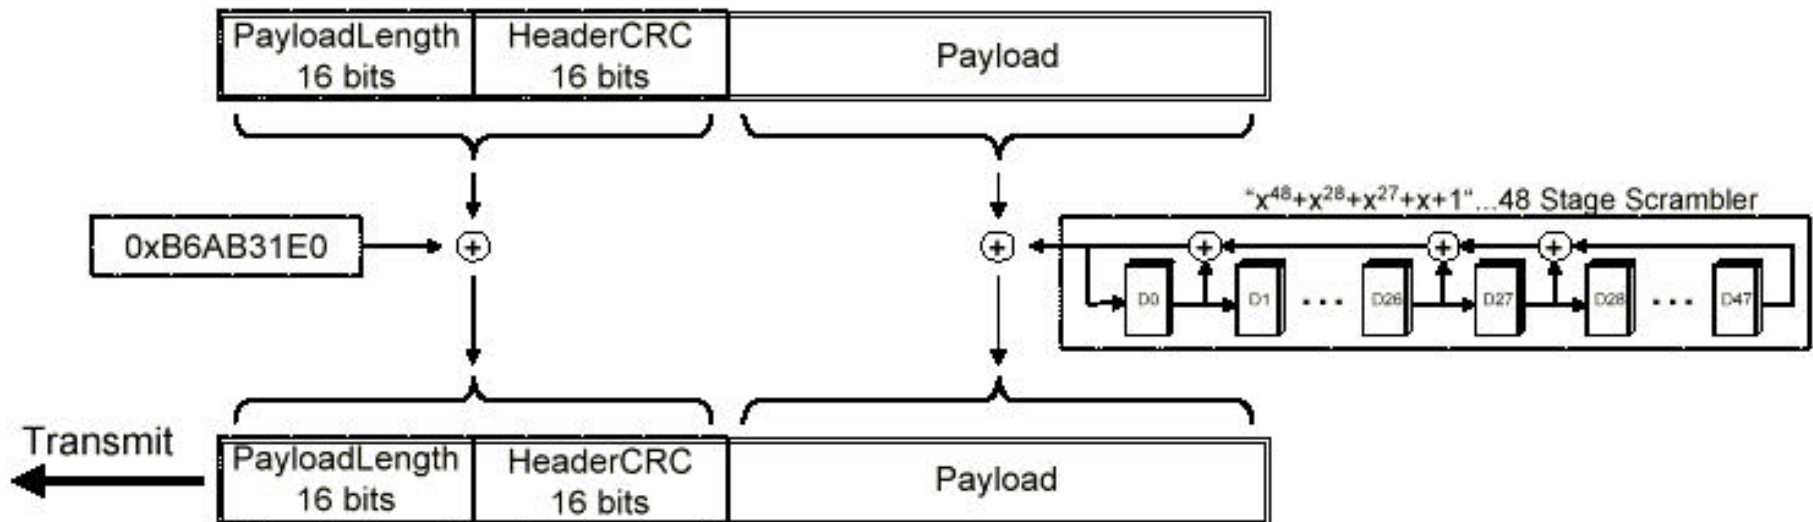 PayloadLength
16 bits
HeaderCRC
16 bits
Payload
0xB6AB31E0
"x⁴⁸+x²⁸+x²⁷+x+1"...48 Stage Scrambler
D0
D1
...
D26
D27
D28
...
D47
Transmit
PayloadLength
16 bits
HeaderCRC
16 bits
Payload